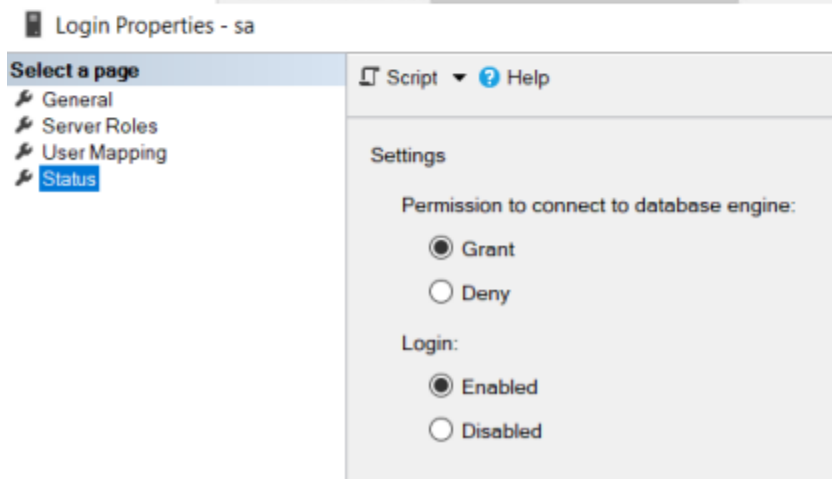 Login Properties - sa
Select a page
General
Server Roles
User Mapping
Status
Script Help
Settings
Permission to connect to database engine:
Grant
Deny
Login:
Enabled
Disabled